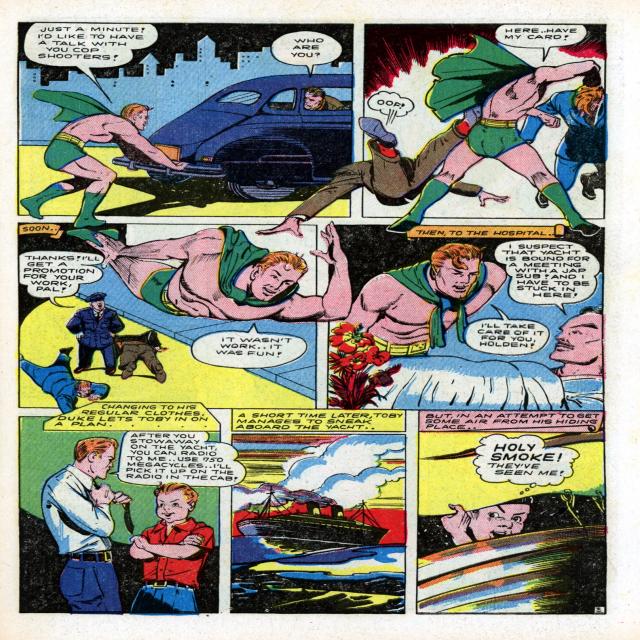 JUST A MINUTE!
I'D LIKE TO HAVE
A TALK WITH
YOU COP
SHOOTERS!
WHO
ARE
YOU?
HERE..HAVE
MY CARD!
OOF!
SOON..
THANKS! I'LL
GET A
PROMOTION
FOR YOUR
WORK,
PAL!
IT WASN'T
WORK...IT
WAS FUN!
THEN, TO THE HOSPITAL..
I SUSPECT
THAT YACHT
IS BOUND FOR
A MEETING
WITH A JAP
SUB! AND I
HAVE TO BE
STUCK IN
HERE!
I'LL TAKE
CARE OF IT
FOR YOU,
HOLDEN!
CHANGING TO HIS
REGULAR CLOTHES,
DUKE LETS TOBY IN ON
A PLAN...
AFTER YOU
STOWAWAY
ON THE YACHT,
YOU CAN RADIO
TO ME..USE 750
MEGACYCLES..I'LL
PICK IT UP ON THE
RADIO IN THE CAB!
A SHORT TIME LATER, TOBY
MANAGES TO SNEAK
ABOARD THE YACHT..
BUT IN AN ATTEMPT TO GET
SOME AIR FROM HIS HIDING
PLACE..
HOLY
SMOKE!
THEY'VE
SEEN ME!